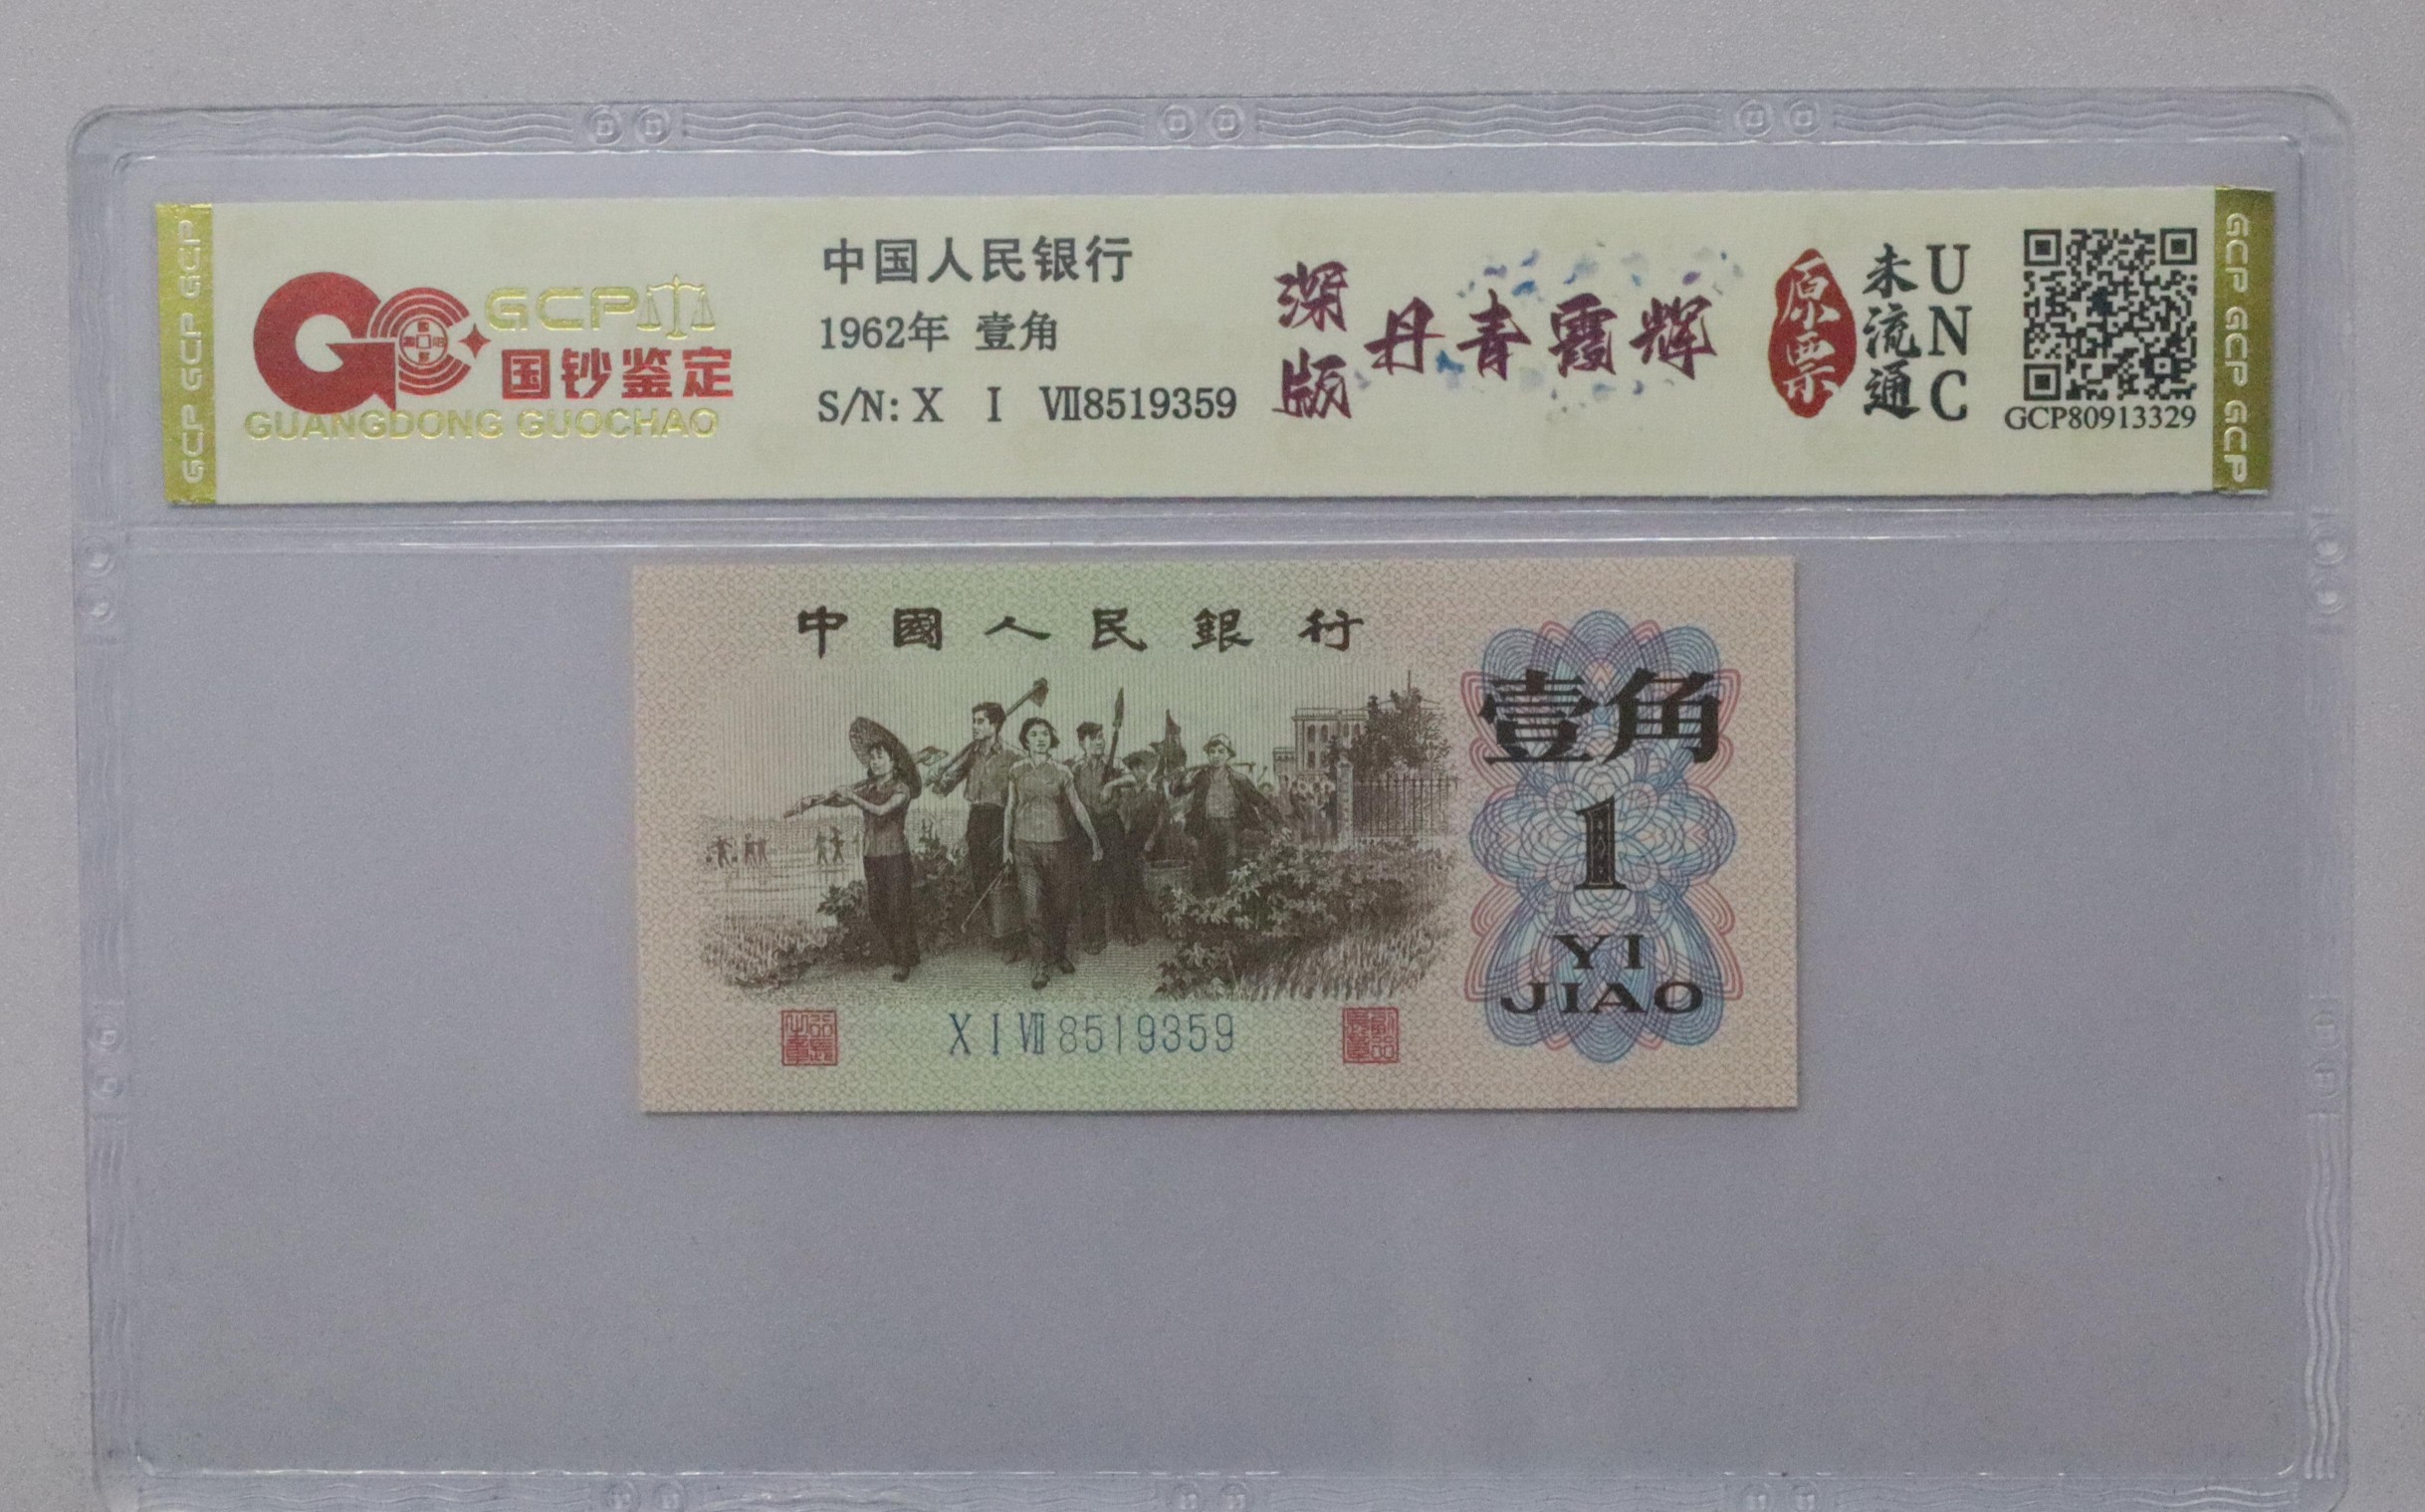 GCP GCP GCP
GCP
国钞鉴定
GUANGDONG GUOCHAO
中国人民银行
1962年 壹角
S/N: X I Ⅶ8519359
深版
丹青霞辉
原票
未流通
UNC
GCP80913329
GCP GCP GCP
中國人民銀行
壹角
1
YI
JIAO
X I Ⅶ 8519359